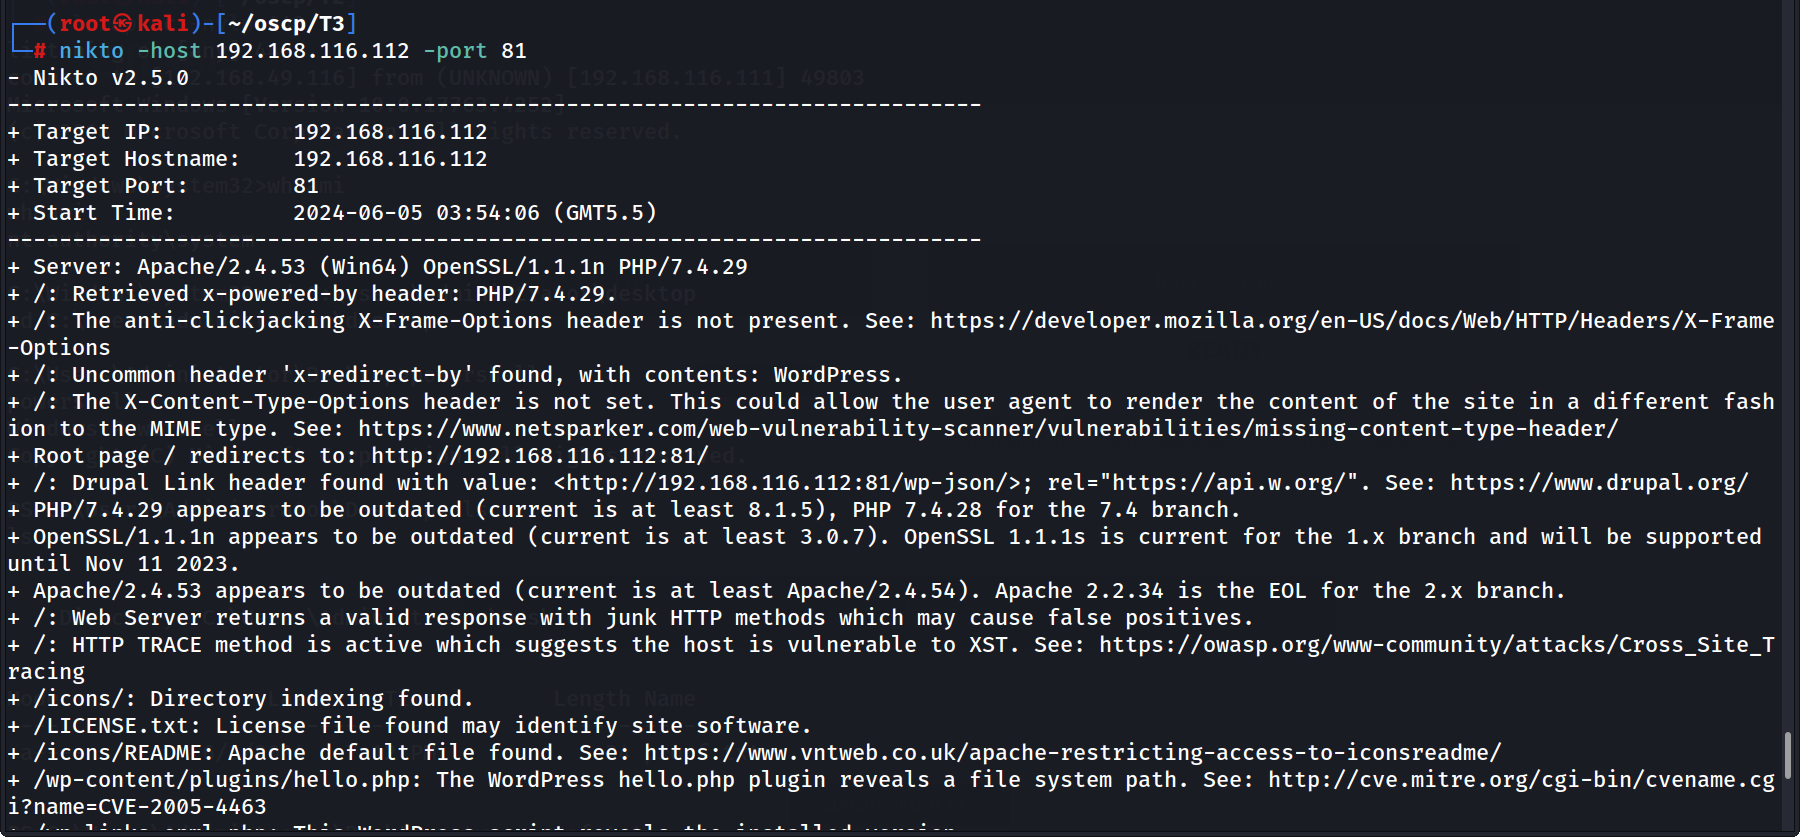 ┌──(root㉿kali)-[~/oscp/T3]
└─# nikto -host 192.168.116.112 -port 81
- Nikto v2.5.0
---------------------------------------------------------------------------
+ Target IP:          192.168.116.112
+ Target Hostname:    192.168.116.112
+ Target Port:        81
+ Start Time:         2024-06-05 03:54:06 (GMT5.5)
---------------------------------------------------------------------------
+ Server: Apache/2.4.53 (Win64) OpenSSL/1.1.1n PHP/7.4.29
+ /: Retrieved x-powered-by header: PHP/7.4.29.
+ /: The anti-clickjacking X-Frame-Options header is not present. See: https://developer.mozilla.org/en-US/docs/Web/HTTP/Headers/X-Frame
-Options
+ /: Uncommon header 'x-redirect-by' found, with contents: WordPress.
+ /: The X-Content-Type-Options header is not set. This could allow the user agent to render the content of the site in a different fash
ion to the MIME type. See: https://www.netsparker.com/web-vulnerability-scanner/vulnerabilities/missing-content-type-header/
+ Root page / redirects to: http://192.168.116.112:81/
+ /: Drupal Link header found with value: <http://192.168.116.112:81/wp-json/>; rel="https://api.w.org/". See: https://www.drupal.org/
+ PHP/7.4.29 appears to be outdated (current is at least 8.1.5), PHP 7.4.28 for the 7.4 branch.
+ OpenSSL/1.1.1n appears to be outdated (current is at least 3.0.7). OpenSSL 1.1.1s is current for the 1.x branch and will be supported
until Nov 11 2023.
+ Apache/2.4.53 appears to be outdated (current is at least Apache/2.4.54). Apache 2.2.34 is the EOL for the 2.x branch.
+ /: Web Server returns a valid response with junk HTTP methods which may cause false positives.
+ /: HTTP TRACE method is active which suggests the host is vulnerable to XST. See: https://owasp.org/www-community/attacks/Cross_Site_T
racing
+ /icons/: Directory indexing found.
+ /LICENSE.txt: License file found may identify site software.
+ /icons/README: Apache default file found. See: https://www.vntweb.co.uk/apache-restricting-access-to-iconsreadme/
+ /wp-content/plugins/hello.php: The WordPress hello.php plugin reveals a file system path. See: http://cve.mitre.org/cgi-bin/cvename.cg
i?name=CVE-2005-4463
+ /wp-links-opml.php: This WordPress script reveals the installed version.